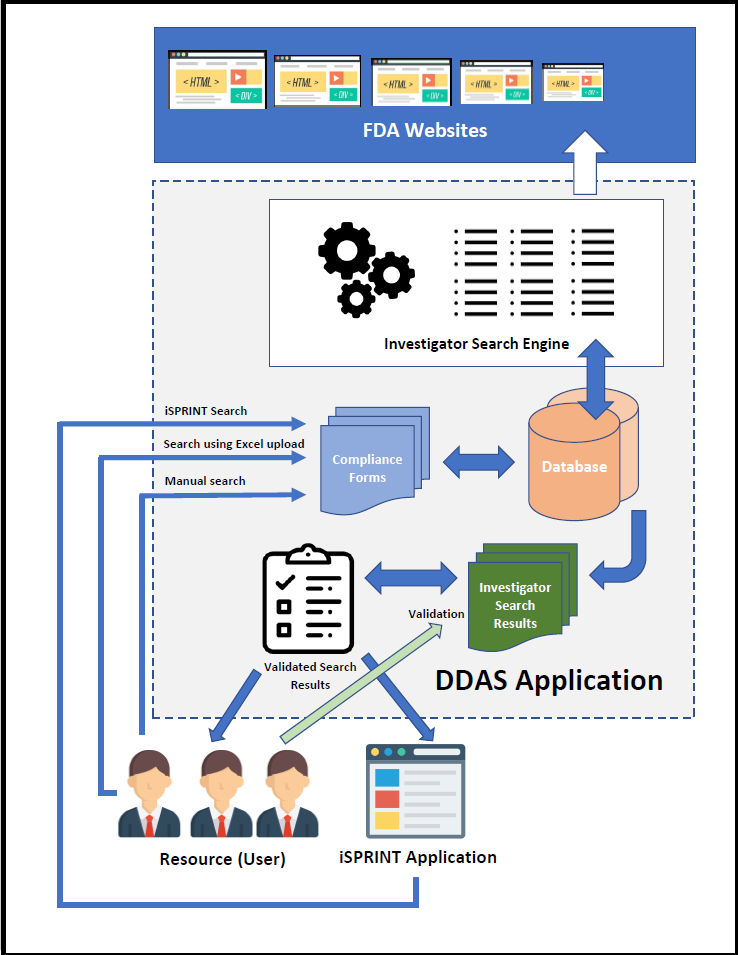 < HTML >
< DIV >
< HTML >
< DIV >
< HTML >
< DIV >
< HTML >
< DIV >
< HTML >
< DIV >
FDA Websites
Investigator Search Engine
iSPRINT Search
Search using Excel upload
Manual search
Compliance
Forms
Database
Investigator
Search
Results
Validation
Validated Search
Results
DDAS Application
Resource (User)
iSPRINT Application